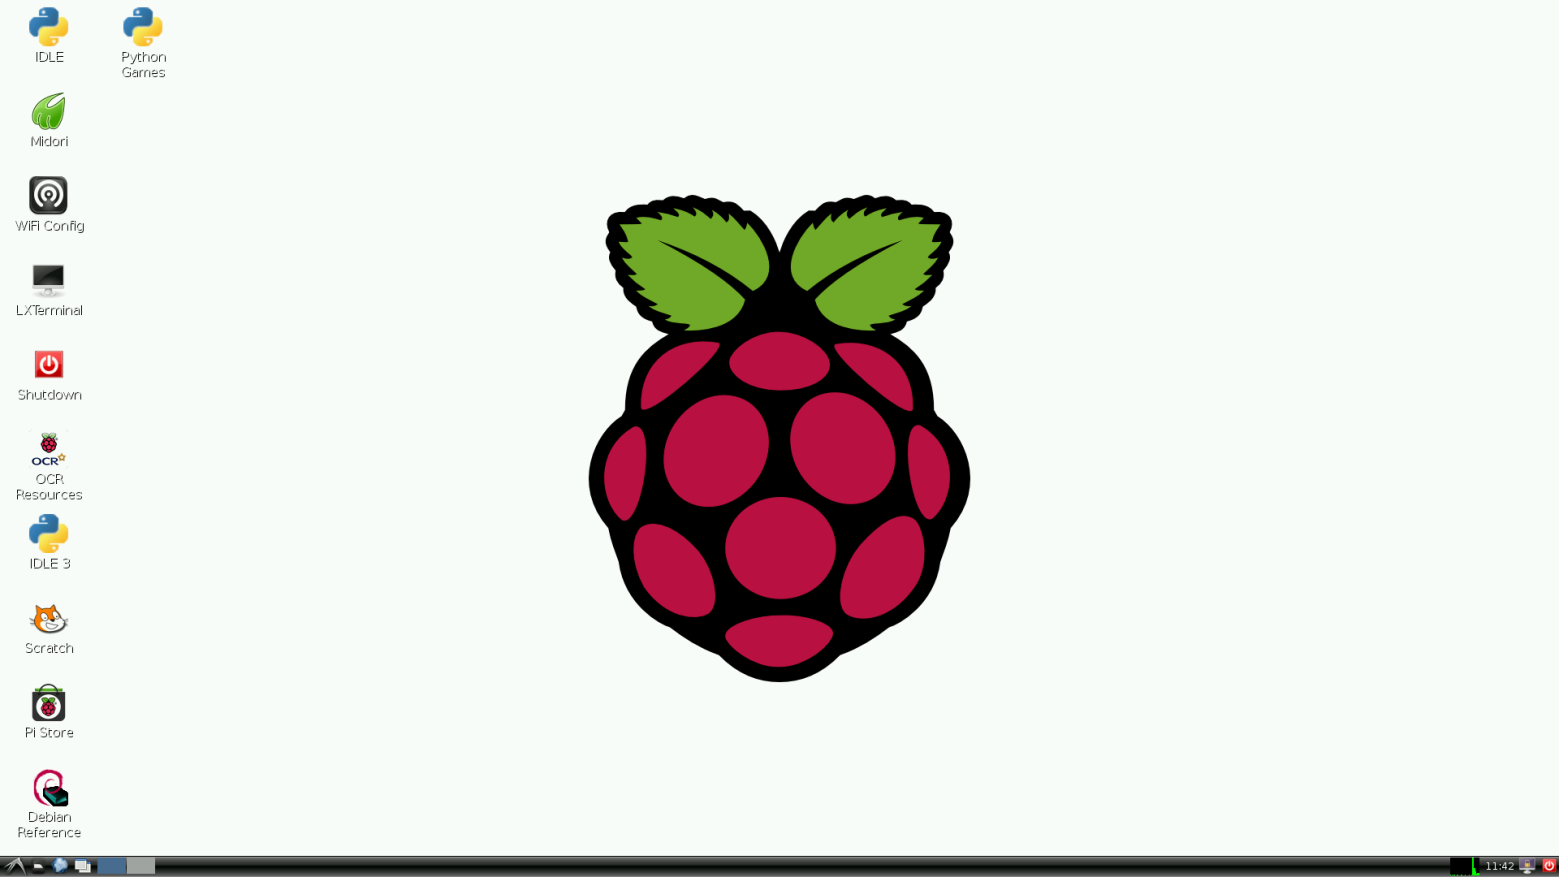 IDLE
Python
Games
Midori
WiFi Config
LXTerminal
Shutdown
OCR
OCR
Resources
IDLE 3
Scratch
Pi Store
Debian
Reference
11:42